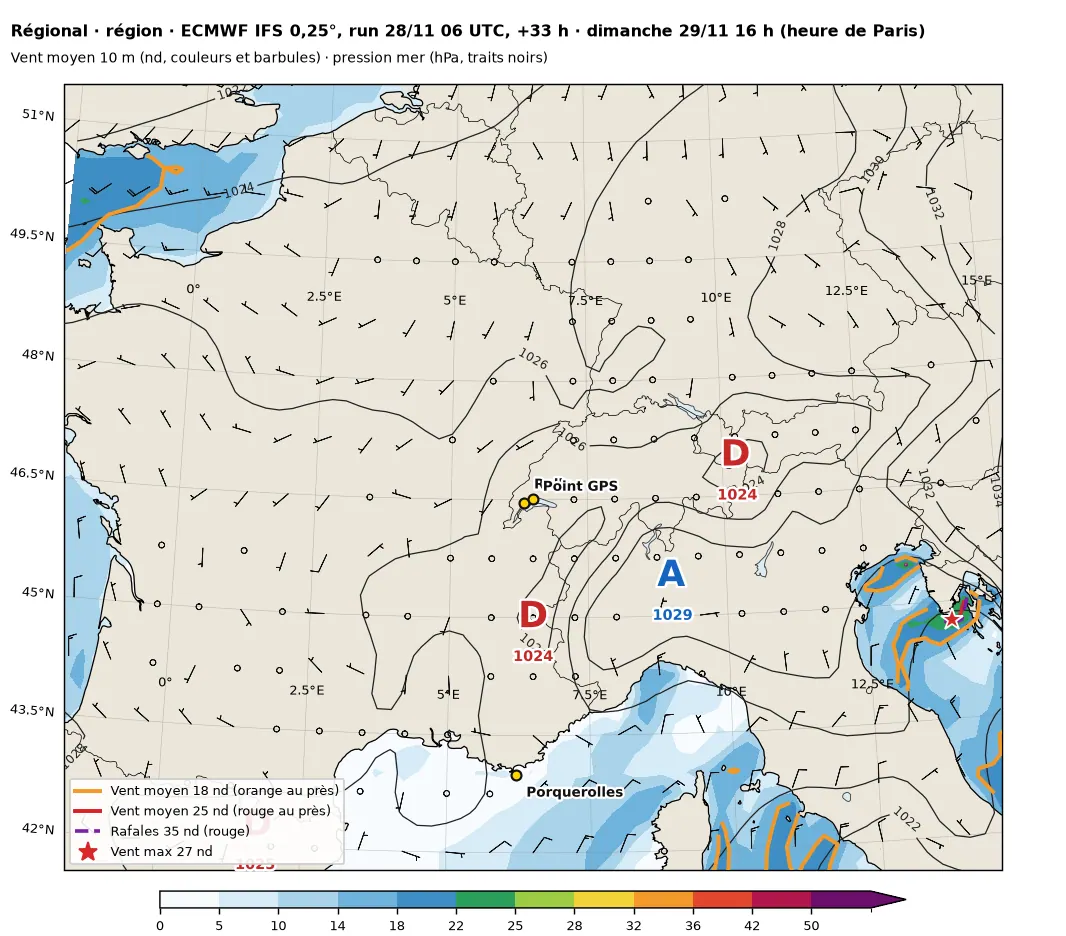 Régional · région · ECMWF IFS 0,25°, run 28/11 06 UTC, +33 h · dimanche 29/11 16 h (heure de Paris)
Vent moyen 10 m (nd, couleurs et barbules) · pression mer (hPa, traits noirs)
51°N
1030
1032
1024
49.5°N
1028
0°
2.5°E
5°E
7.5°E
10°E
12.5°E
15°E
48°N
1026
1026
D
1024
46.5°N
Point GPS
1032
1034
45°N
A
1029
D
1024
0°
2.5°E
5°E
7.5°E
10°E
12.5°E
43.5°N
1028
Porquerolles
1022
42°N
Vent moyen 18 nd (orange au près)
Vent moyen 25 nd (rouge au près)
Rafales 35 nd (rouge)
Vent max 27 nd
D
1025
0 5 10 14 18 22 25 28 32 36 42 50